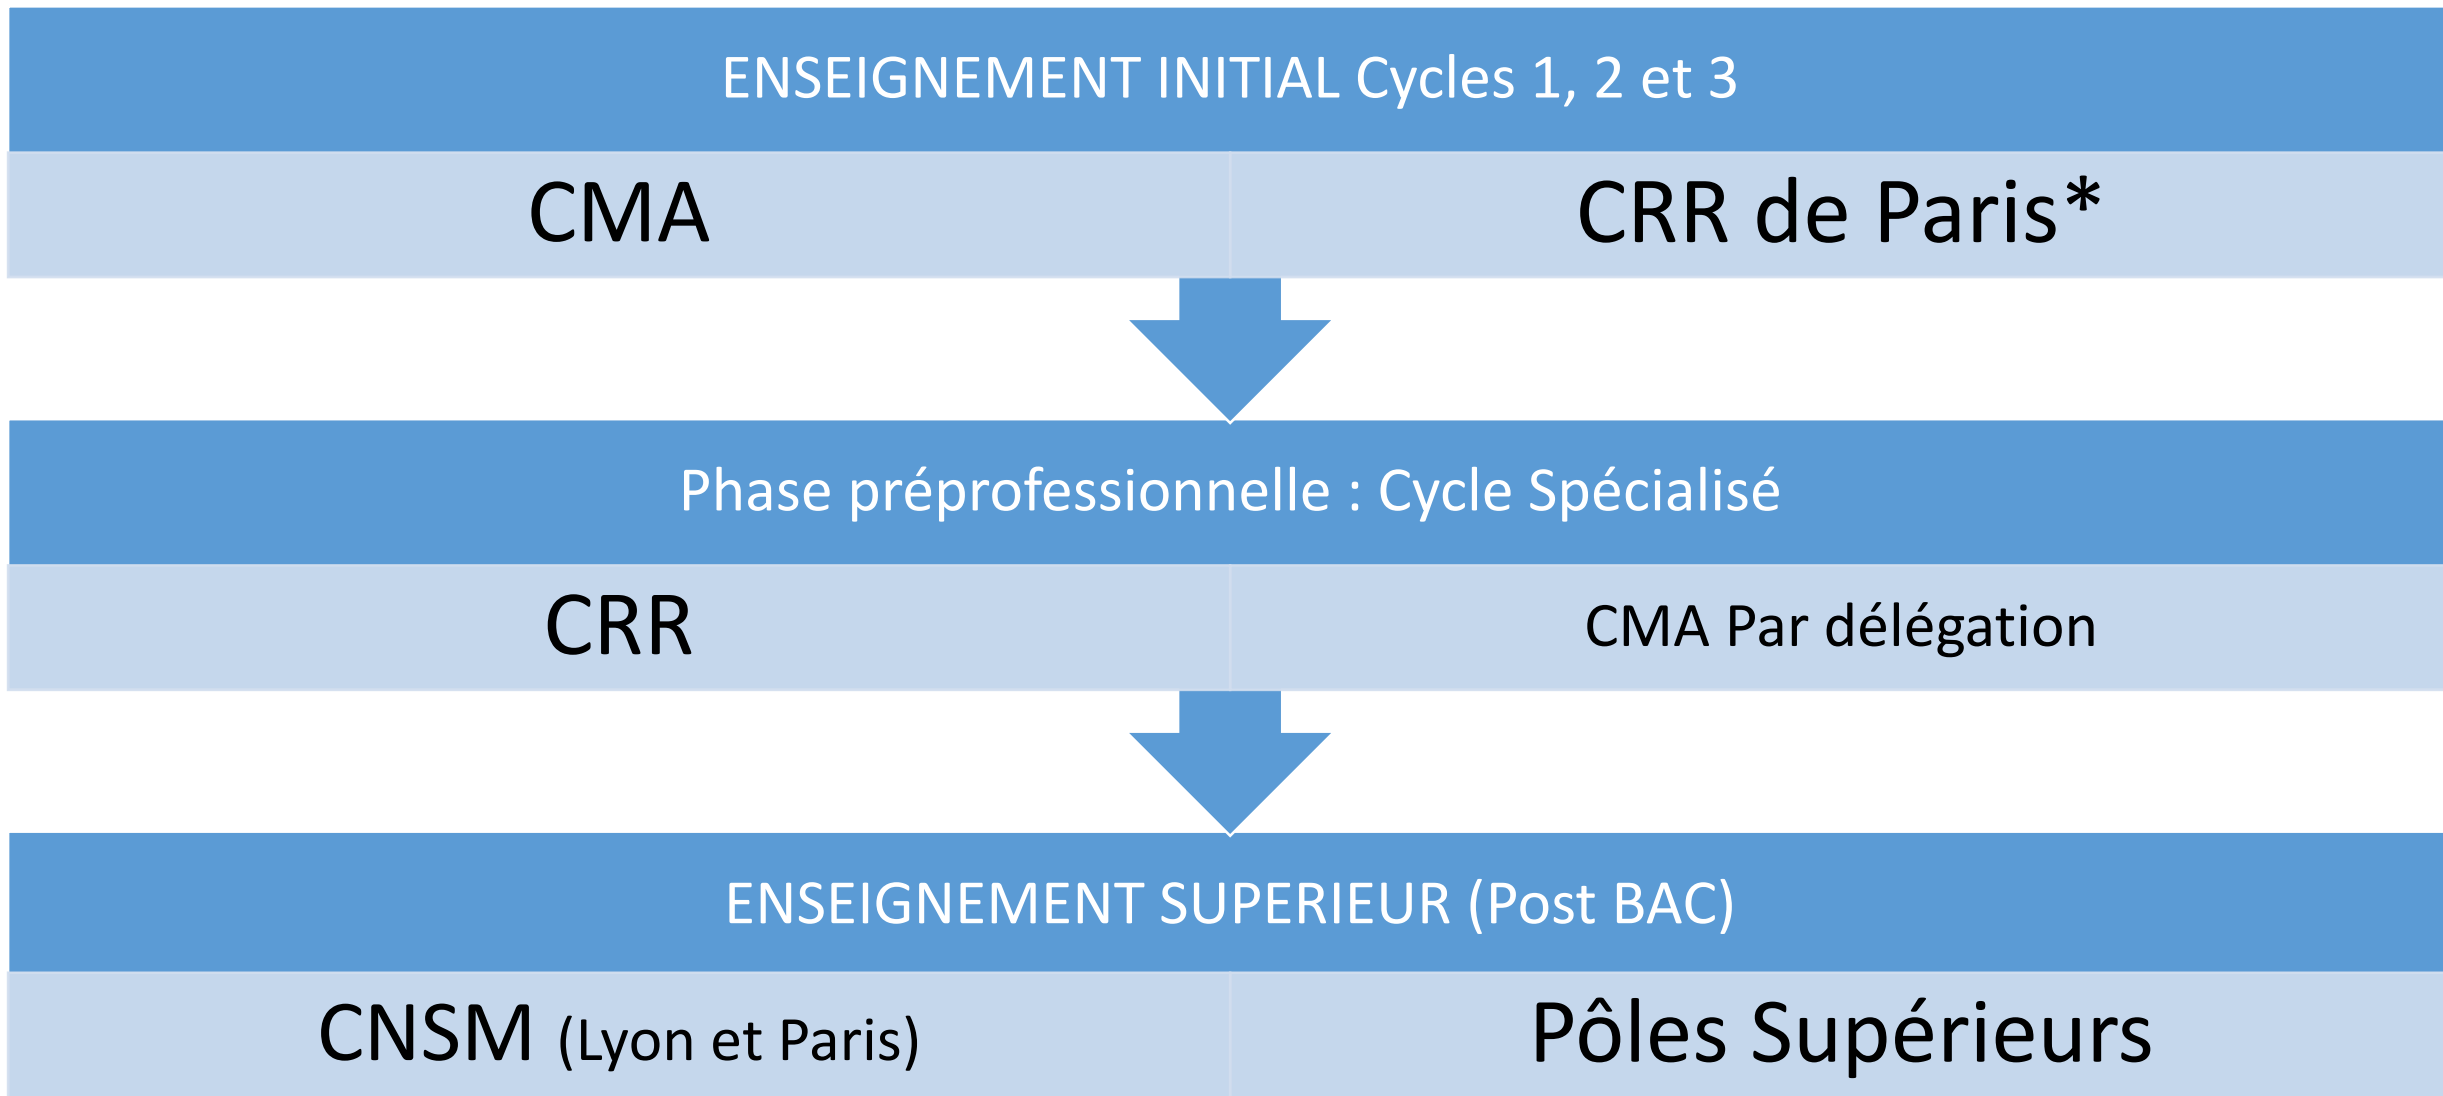 ENSEIGNEMENT INITIAL Cycles 1, 2 et 3
CMA
CRR de Paris*
Phase préprofessionnelle : Cycle Spécialisé
CRR
CMA Par délégation
ENSEIGNEMENT SUPERIEUR (Post BAC)
CNSM (Lyon et Paris)
Pôles Supérieurs